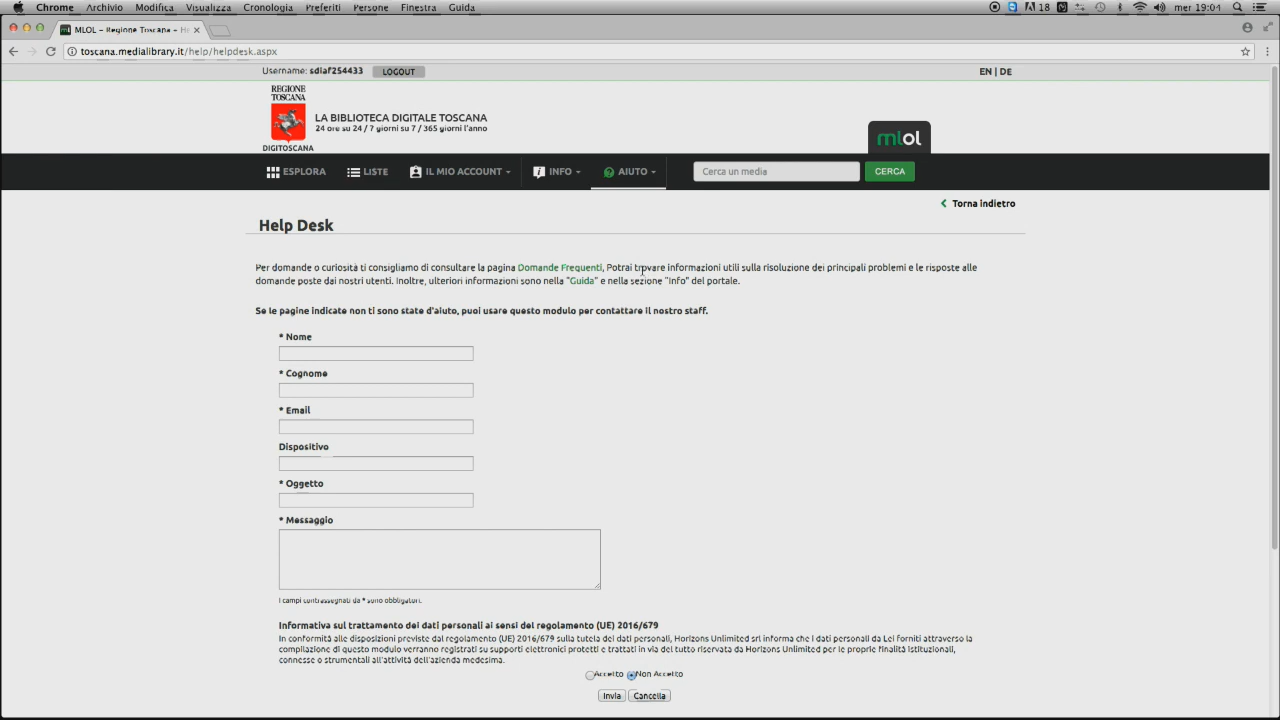 Chrome Archivio Modifica Visualizza Cronologia Preferiti Persone Finestra Guida 18 mer 19:04
MLOL - Regione Toscana - He
toscana.medialibrary.it/help/helpdesk.aspx
Username: sdiaf254433 LOGOUT EN | DE
REGIONE
TOSCANA
DIGITOSCANA
LA BIBLIOTECA DIGITALE TOSCANA
24 ore su 24 / 7 giorni su 7 / 365 giorni l'anno
mlol
ESPLORA LISTE IL MIO ACCOUNT INFO AIUTO Cerca un media CERCA
Torna indietro
Help Desk
Per domande o curiosità ti consigliamo di consultare la pagina Domande Frequenti, Potrai trovare informazioni utili sulla risoluzione dei principali problemi e le risposte alle
domande poste dai nostri utenti. Inoltre, ulteriori informazioni sono nella "Guida" e nella sezione "Info" del portale.
Se le pagine indicate non ti sono state d'aiuto, puoi usare questo modulo per contattare il nostro staff.
* Nome
* Cognome
* Email
Dispositivo
* Oggetto
* Messaggio
I campi contrassegnati da * sono obbligatori.
Informativa sul trattamento dei dati personali ai sensi del regolamento (UE) 2016/679
In conformità alle disposizioni previste dal regolamento (UE) 2016/679 sulla tutela dei dati personali, Horizons Unlimited srl informa che i dati personali da Lei forniti attraverso la
compilazione di questo modulo verranno registrati su supporti elettronici protetti e trattati in via del tutto riservata da Horizons Unlimited per le proprie finalità istituzionali,
connesse o strumentali all'attività dell'azienda medesima.
Accetto Non Accetto
Invia Cancella